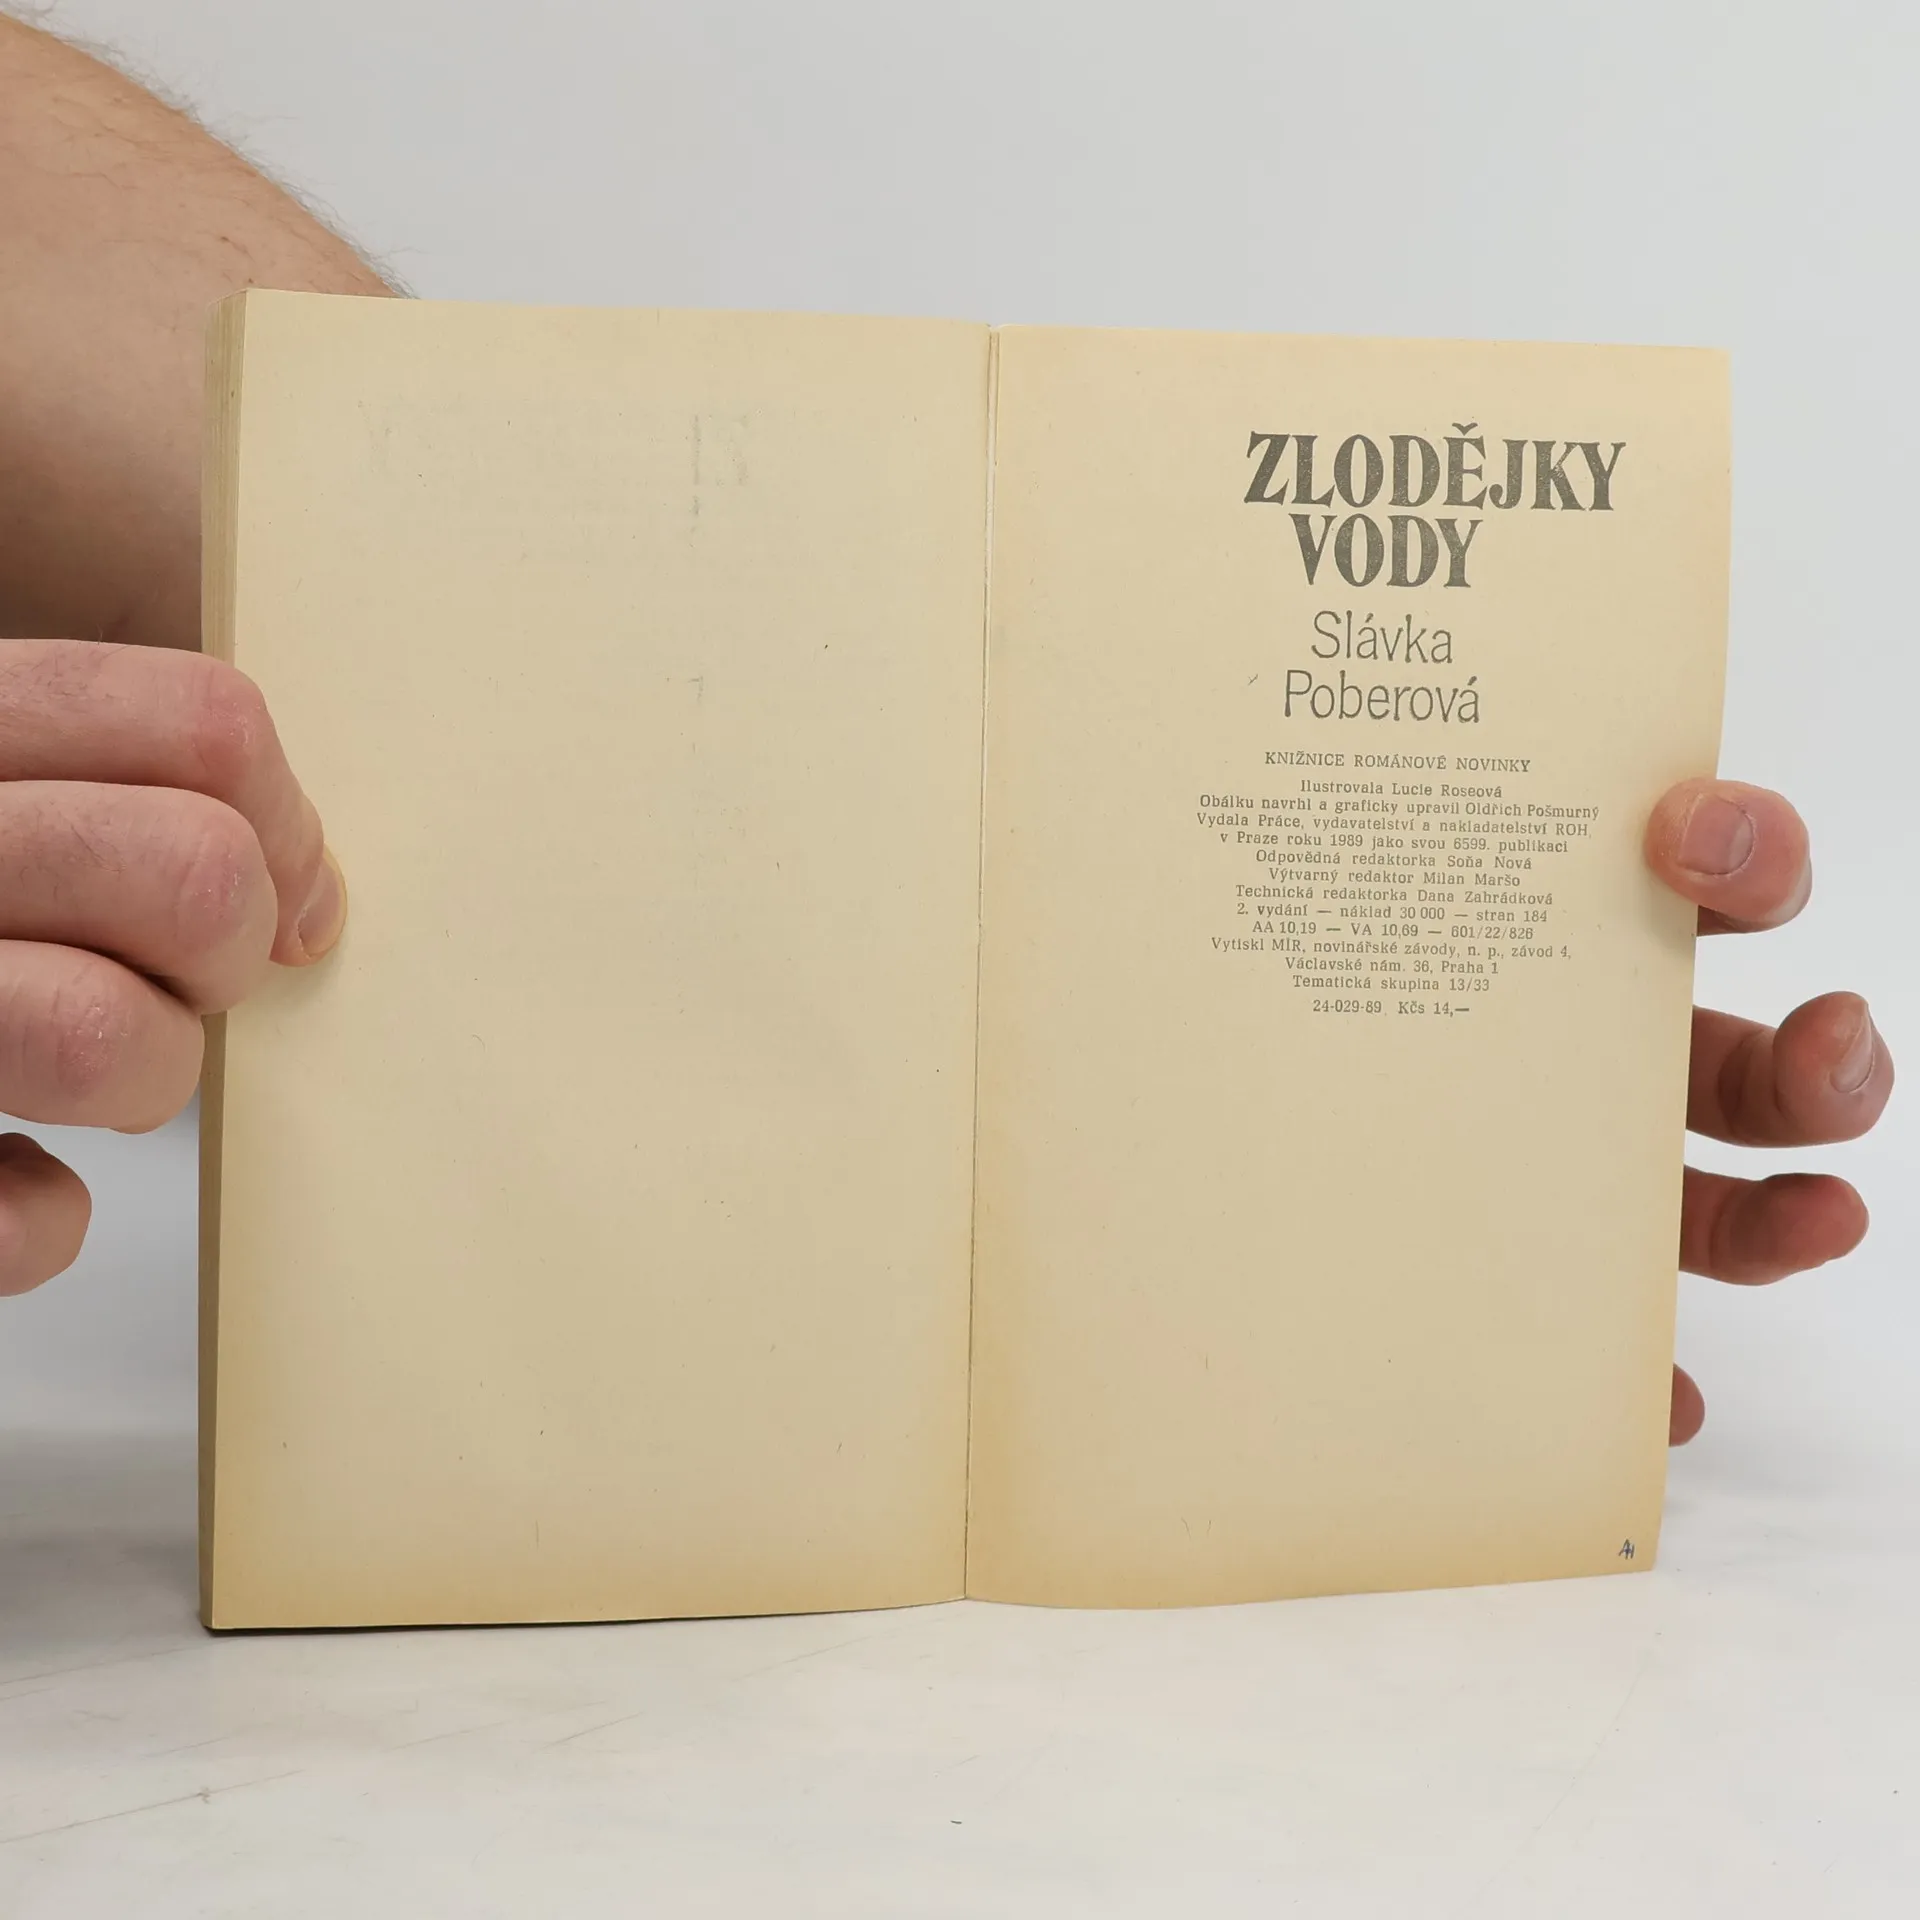 ZLODĚJKY
VODY
Slávka
Poberová
KNIŽNICE ROMÁNOVÉ NOVINKY
Ilustrovala Lucie Roseová
Obálku navrhl a graficky upravil Oldřich Pošmurný
Vydala Práce, vydavatelství a nakladatelství ROH,
v Praze roku 1989 jako svou 6599. publikaci
Odpovědná redaktorka Soňa Nová
Výtvarný redaktor Milan Maršo
Technická redaktorka Dana Zahrádková
2. vydání — náklad 30 000 — stran 184
AA 10,19 — VA 10,69 — 601/22/826
Vytiskl MÍR, novinářské závody, n. p., závod 4,
Václavské nám. 36, Praha 1
Tematická skupina 13/33
24-029-89 Kčs 14,—